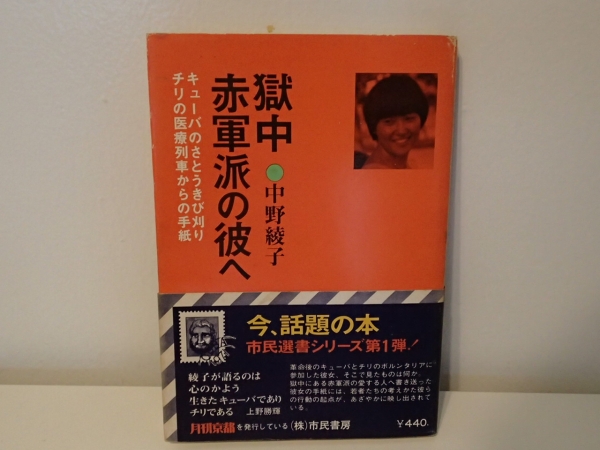 獄中
赤軍派の彼へ
中野綾子
キューバのさとうきび刈り
チリの医療列車からの手紙
今、話題の本
市民選書シリーズ第1弾!
綾子が語るのは
心のかよう
生きたキューバであり
チリである 上野勝輝
革命後のキューバとチリのボルンタリアに
参加した彼女、そこで見たものは何か。
獄中にある赤軍派の愛する人へ書き送った
彼女の手紙には、若者たちの考えかた彼ら
の行動の起点が、あざやかに映し出されて
いる。
月刊京都を発行している(株)市民書房
¥440.